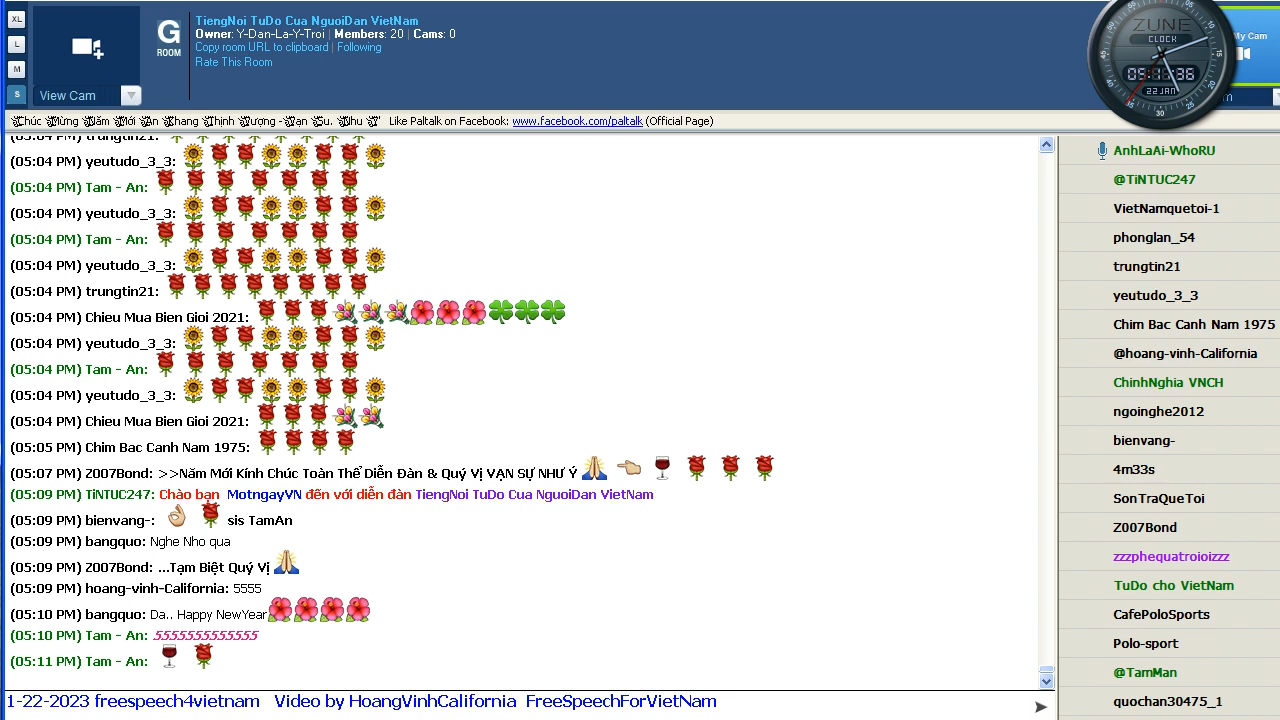 XL
L
M
S
View Cam
G
ROOM
TiengNoi TuDo Cua NguoiDan VietNam
Owner: Y-Dan-La-Y-Troi | Members: 20 | Cams: 0
Copy room URL to clipboard | Following
Rate This Room
ZUNE
CLOCK
22 JAN
My Cam
Like Paltalk on Facebook: www.facebook.com/paltalk (Official Page)
trungtin21:
(05:04 PM) yeutudo_3_3:
(05:04 PM) Tam - An:
(05:04 PM) yeutudo_3_3:
(05:04 PM) Tam - An:
(05:04 PM) yeutudo_3_3:
(05:04 PM) trungtin21:
(05:04 PM) Chieu Mua Bien Gioi 2021:
(05:04 PM) yeutudo_3_3:
(05:04 PM) Tam - An:
(05:04 PM) yeutudo_3_3:
(05:04 PM) Chieu Mua Bien Gioi 2021:
(05:05 PM) Chim Bac Canh Nam 1975:
(05:07 PM) Z007Bond: >>Năm Mới Kính Chúc Toàn Thể Diễn Đàn & Quý Vị VẠN SỰ NHƯ Ý
(05:09 PM) TiNTUC247: Chào bạn MotngayVN đến với diễn đàn TiengNoi TuDo Cua NguoiDan VietNam
(05:09 PM) bienvang-: sis TamAn
(05:09 PM) bangquo: Nghe Nho qua
(05:09 PM) Z007Bond: ...Tạm Biệt Quý Vị
(05:09 PM) hoang-vinh-California: 5555
(05:10 PM) bangquo: Da.. Happy NewYear
(05:10 PM) Tam - An: 5555555555555
(05:11 PM) Tam - An:
1-22-2023 freespeech4vietnam Video by HoangVinhCalifornia FreeSpeechForVietNam
AnhLaAi-WhoRU
@TiNTUC247
VietNamquetoi-1
phonglan_54
trungtin21
yeutudo_3_3
Chim Bac Canh Nam 1975
@hoang-vinh-California
ChinhNghia VNCH
ngoinghe2012
bienvang-
4m33s
SonTraQueToi
Z007Bond
zzzphequatroioizzz
TuDo cho VietNam
CafePoloSports
Polo-sport
@TamMan
quochan30475_1